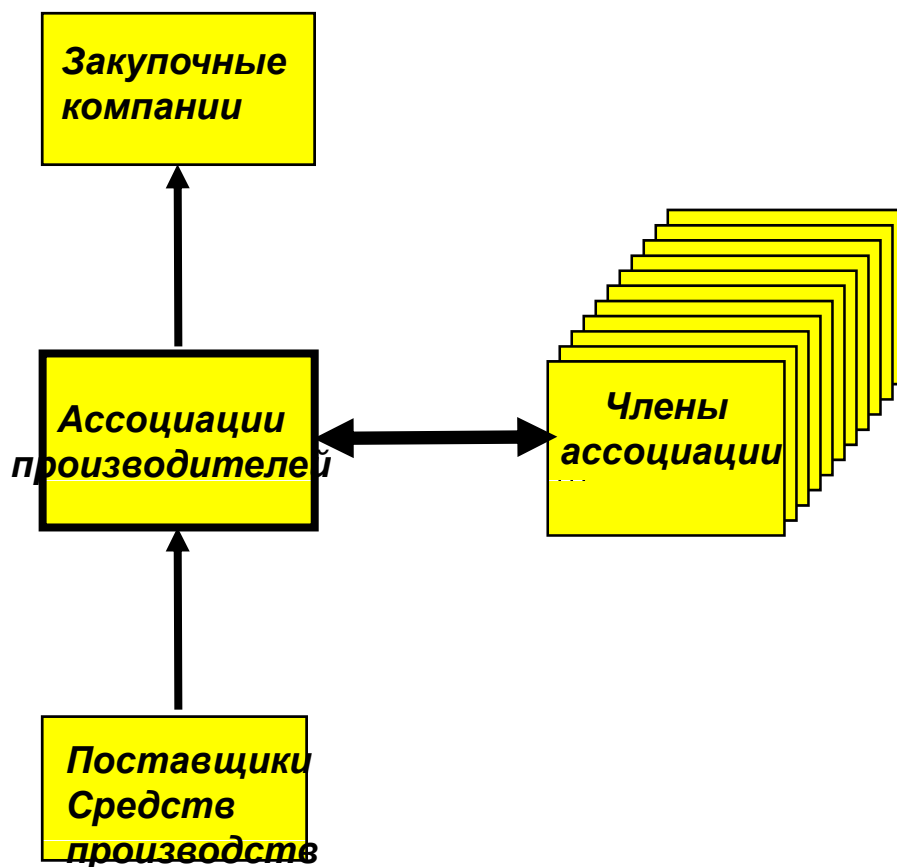 Закупочные
компании
Ассоциации
производителей
Члены
ассоциации
Поставщики
Средств
производств